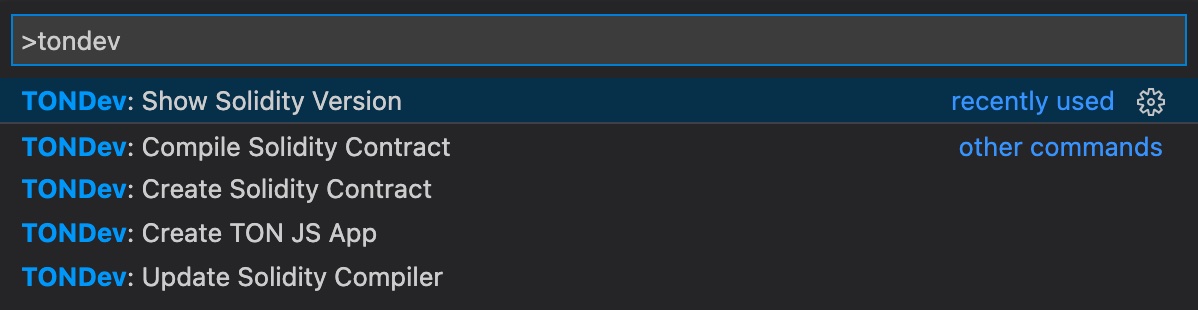 >tondev
TONDev: Show Solidity Version recently used
TONDev: Compile Solidity Contract other commands
TONDev: Create Solidity Contract
TONDev: Create TON JS App
TONDev: Update Solidity Compiler